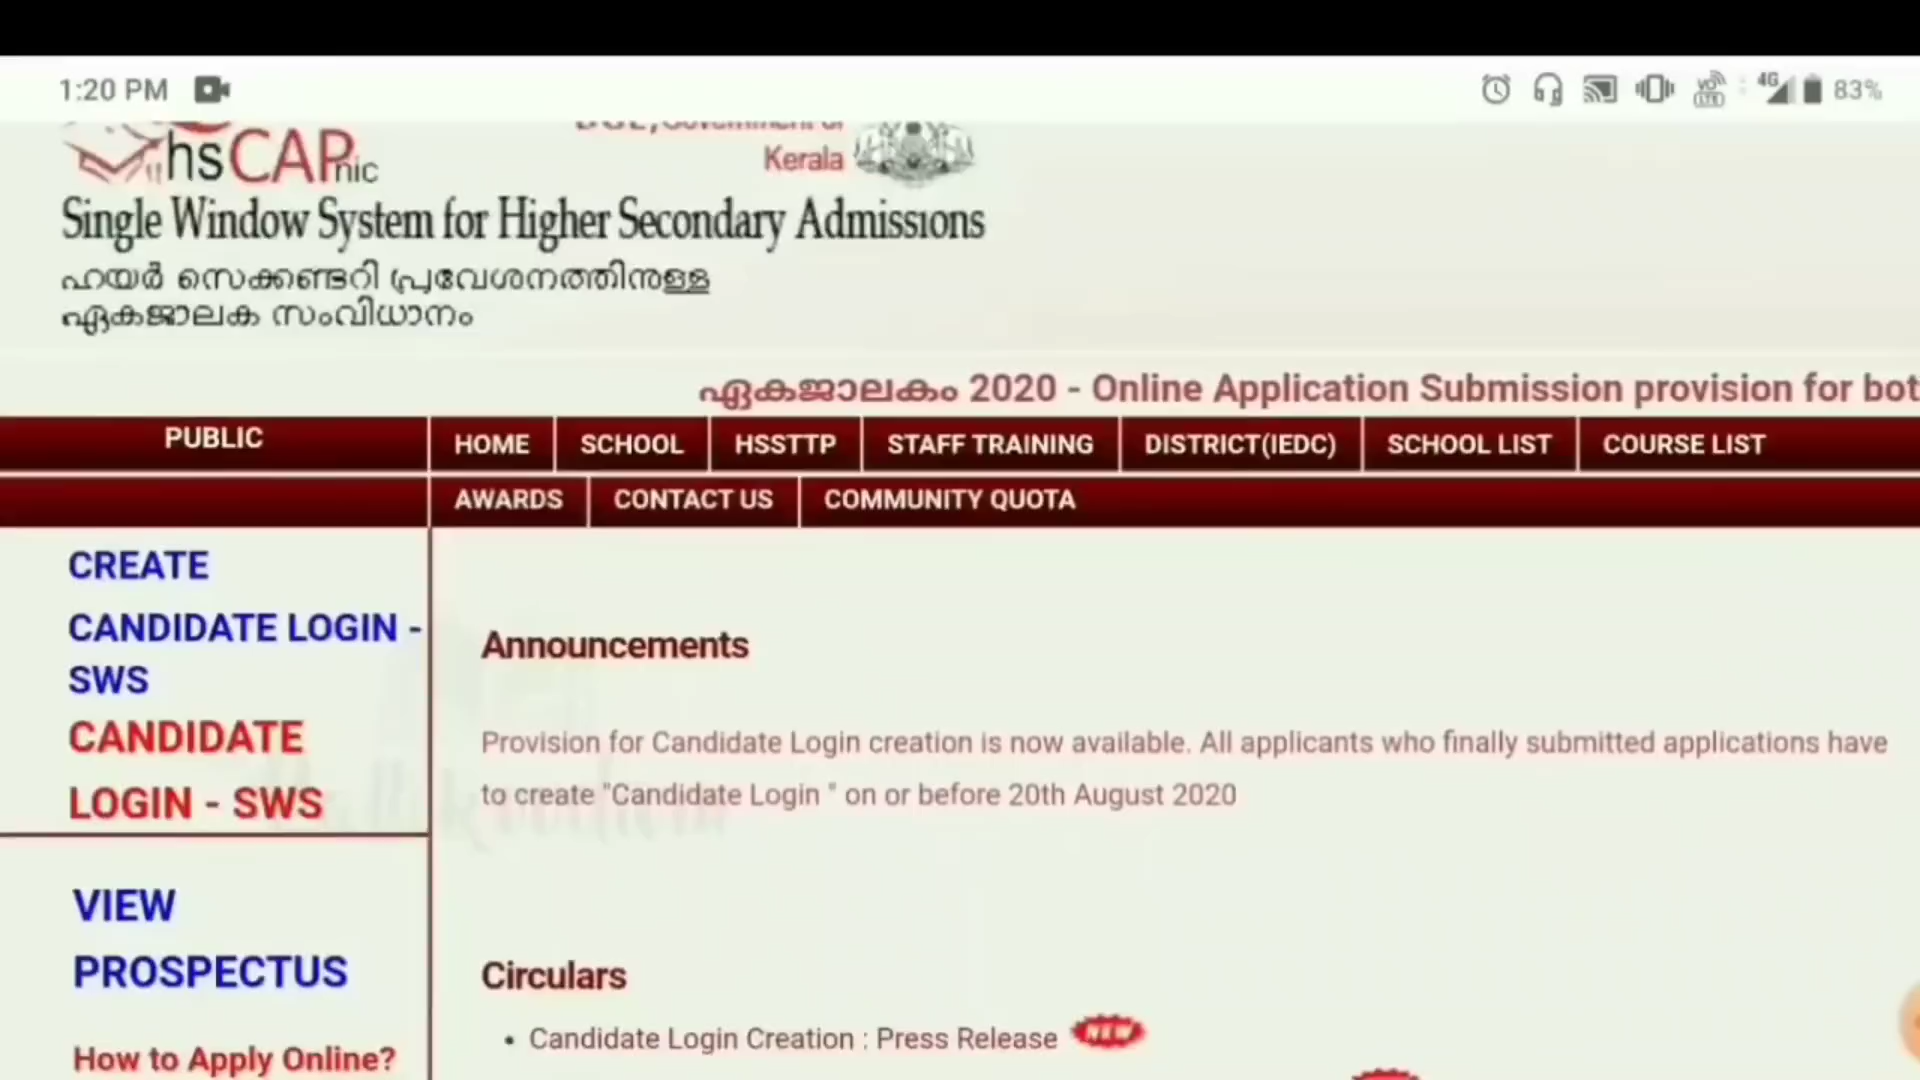 1:20 PM
4G 83%
hsCAPnic
Kerala
Single Window System for Higher Secondary Admissions
ഹയർ സെക്കണ്ടറി പ്രവേശനത്തിനുള്ള
ഏകജാലക സംവിധാനം
ഏകജാലകം 2020 - Online Application Submission provision for bot
PUBLIC
HOME SCHOOL HSSTTP STAFF TRAINING DISTRICT(IEDC) SCHOOL LIST COURSE LIST
AWARDS CONTACT US COMMUNITY QUOTA
CREATE
CANDIDATE LOGIN -
SWS
CANDIDATE
LOGIN - SWS
VIEW
PROSPECTUS
How to Apply Online?
Announcements
Provision for Candidate Login creation is now available. All applicants who finally submitted applications have
to create "Candidate Login " on or before 20th August 2020
Circulars
• Candidate Login Creation : Press Release NEW